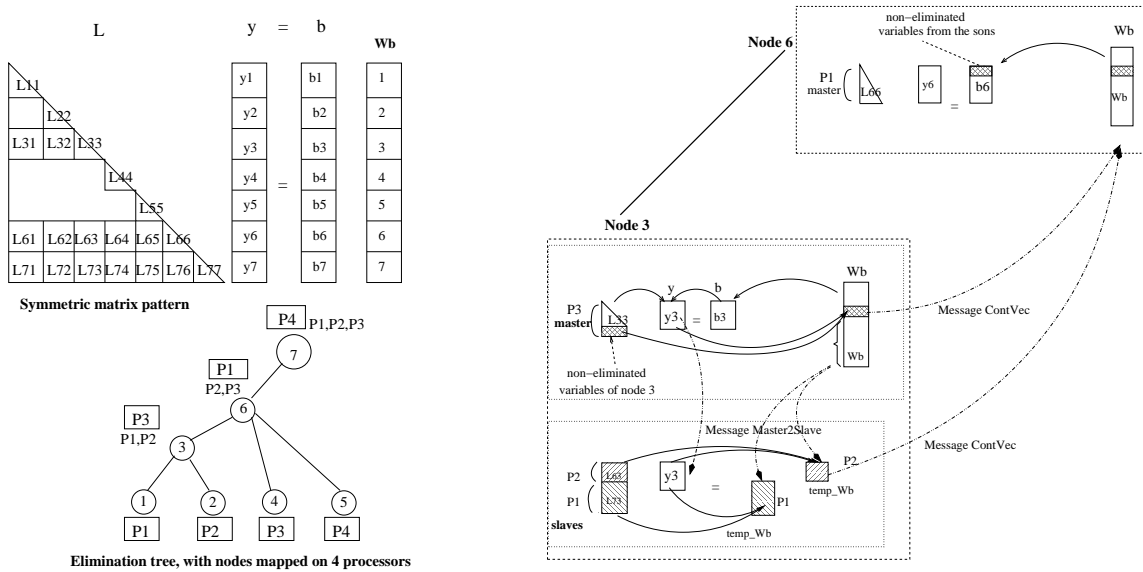 L
y = b
Wb
L11
L22
L31 L32 L33
L44
L55
L61 L62 L63 L64 L65 L66
L71 L72 L73 L74 L75 L76 L77
y1
y2
y3
y4
y5
y6
y7
=
b1
b2
b3
b4
b5
b6
b7
1
2
3
4
5
6
7
Symmetric matrix pattern
P4
P1,P2,P3
7
P1
P2,P3
6
P3
P1,P2
3
1
2
4
5
P1
P2
P3
P4
Elimination tree, with nodes mapped on 4 processors
Node 6
non−eliminated
variables from the sons
Wb
P1
master
L66
y6
=
b6
Wb
Node 3
Wb
y
b
P3
master
L33
y3
=
b3
Wb
non−eliminated
variables of node 3
Message ContVec
Message Master2Slave
Message ContVec
P2
L63
y3
P2
temp_Wb
P1
L73
=
P1
slaves
temp_Wb